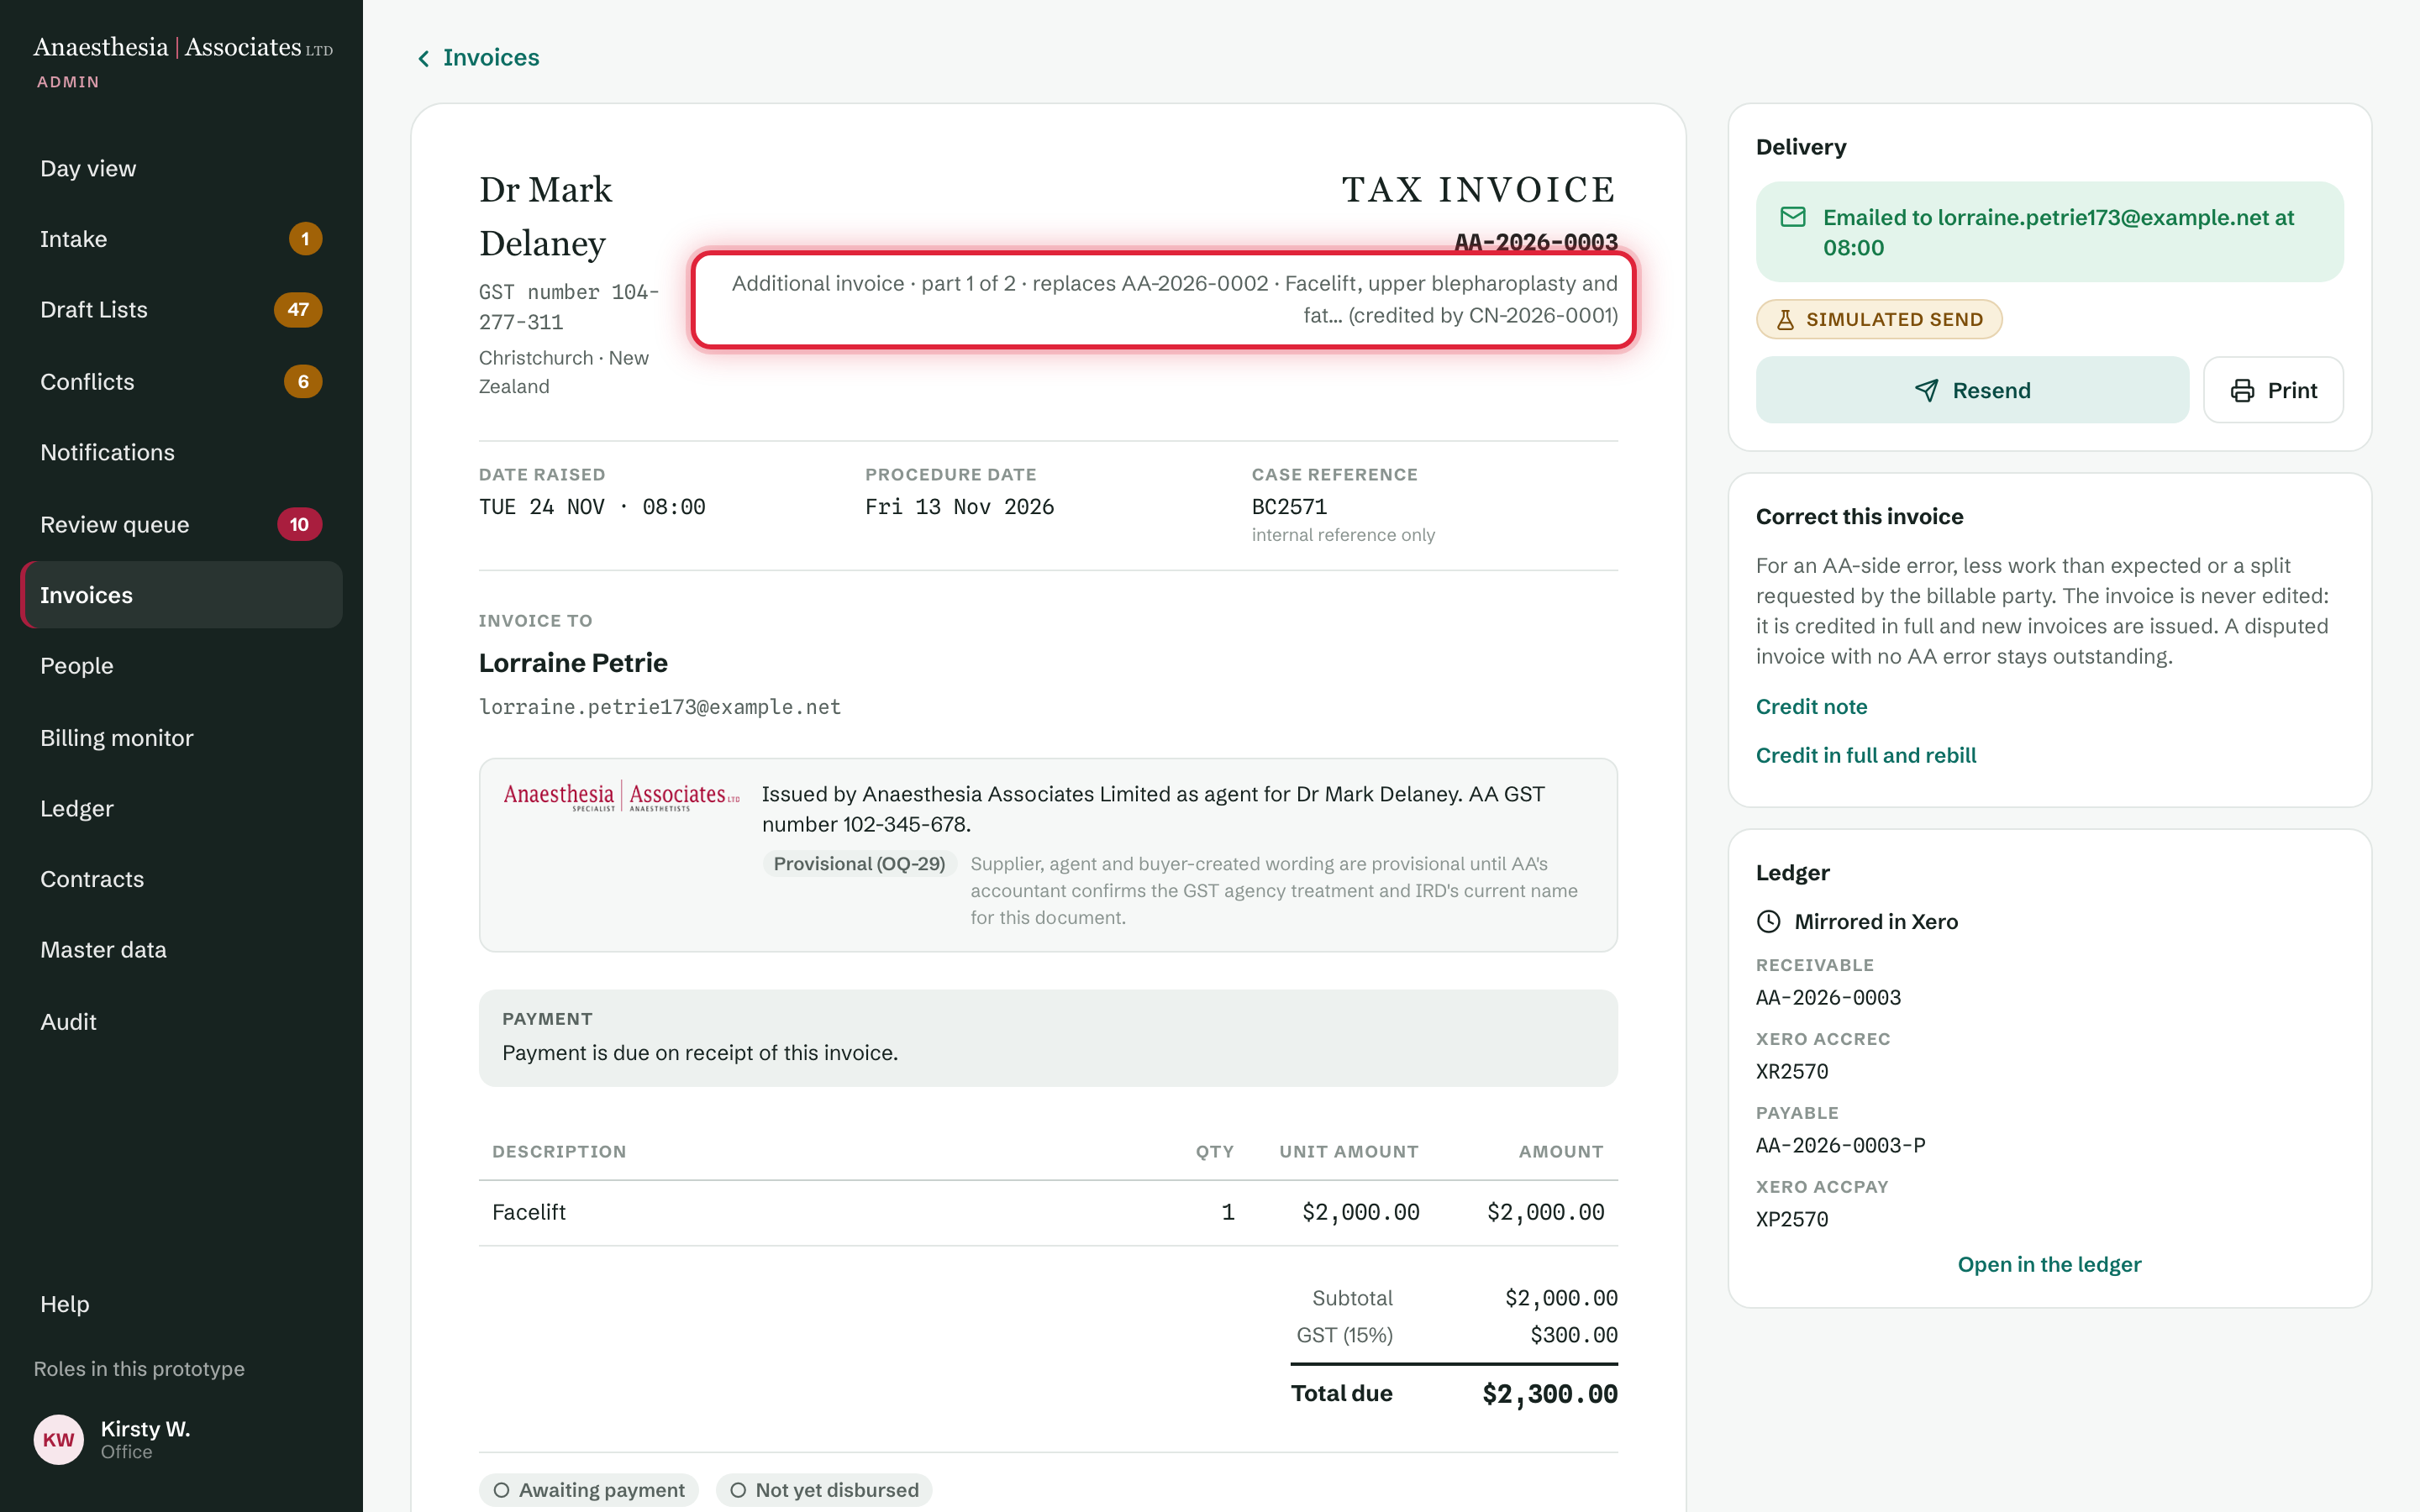 Anaesthesia | Associates LTD
ADMIN
Day view
Intake 1
Draft Lists 47
Conflicts 6
Notifications
Review queue 10
Invoices
People
Billing monitor
Ledger
Contracts
Master data
Audit
Help
Roles in this prototype
KW
Kirsty W.
Office
Invoices
Dr Mark
Delaney
GST number 104-
277-311
Christchurch · New
Zealand
TAX INVOICE
AA-2026-0003
Additional invoice · part 1 of 2 · replaces AA-2026-0002 · Facelift, upper blepharoplasty and
fat... (credited by CN-2026-0001)
DATE RAISED
TUE 24 NOV · 08:00
PROCEDURE DATE
Fri 13 Nov 2026
CASE REFERENCE
BC2571
internal reference only
INVOICE TO
Lorraine Petrie
lorraine.petrie173@example.net
Anaesthesia | Associates LTD
SPECIALIST ANAESTHETISTS
Issued by Anaesthesia Associates Limited as agent for Dr Mark Delaney. AA GST
number 102-345-678.
Provisional (OQ-29)
Supplier, agent and buyer-created wording are provisional until AA's
accountant confirms the GST agency treatment and IRD's current name
for this document.
PAYMENT
Payment is due on receipt of this invoice.
DESCRIPTION QTY UNIT AMOUNT AMOUNT
Facelift 1 $2,000.00 $2,000.00
Subtotal $2,000.00
GST (15%) $300.00
Total due $2,300.00
Awaiting payment
Not yet disbursed
Delivery
Emailed to lorraine.petrie173@example.net at
08:00
SIMULATED SEND
Resend
Print
Correct this invoice
For an AA-side error, less work than expected or a split
requested by the billable party. The invoice is never edited:
it is credited in full and new invoices are issued. A disputed
invoice with no AA error stays outstanding.
Credit note
Credit in full and rebill
Ledger
Mirrored in Xero
RECEIVABLE
AA-2026-0003
XERO ACCREC
XR2570
PAYABLE
AA-2026-0003-P
XERO ACCPAY
XP2570
Open in the ledger